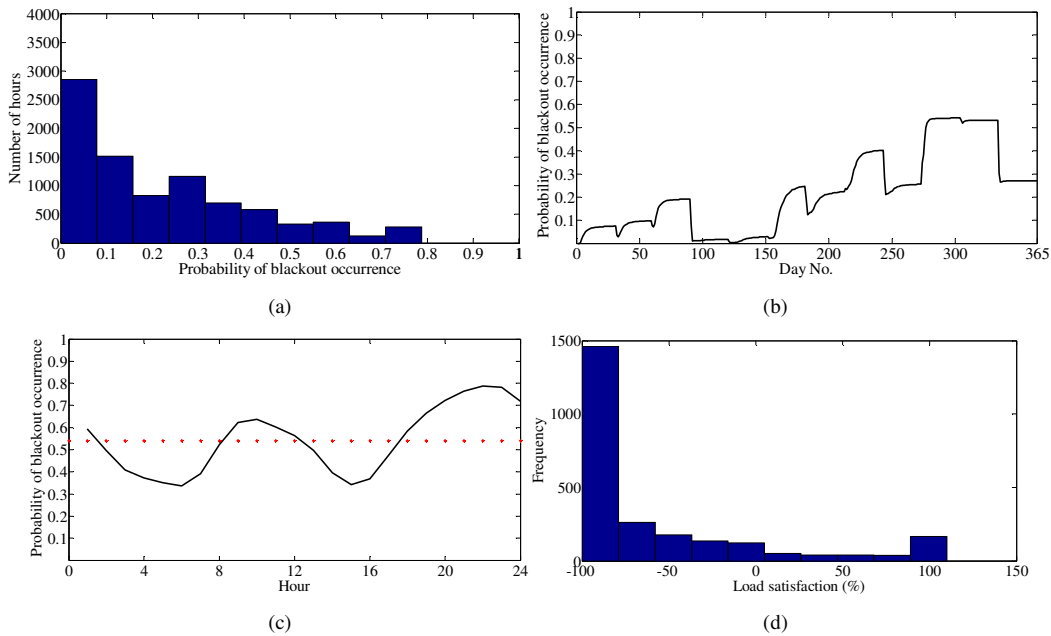 4000
3500
3000
2500
2000
1500
1000
500
0
Number of hours
0 0.1 0.2 0.3 0.4 0.5 0.6 0.7 0.8 0.9 1
Probability of blackout occurrence
(a)
1
0.9
0.8
0.7
0.6
0.5
0.4
0.3
0.2
0.1
Probability of blackout occurrence
0 50 100 150 200 250 300 365
Day No.
(b)
1
0.9
0.8
0.7
0.6
0.5
0.4
0.3
0.2
0.1
Probability of blackout occurrence
0 4 8 12 16 20 24
Hour
(c)
1500
1000
500
0
Frequency
-100 -50 0 50 100 150
Load satisfaction (%)
(d)